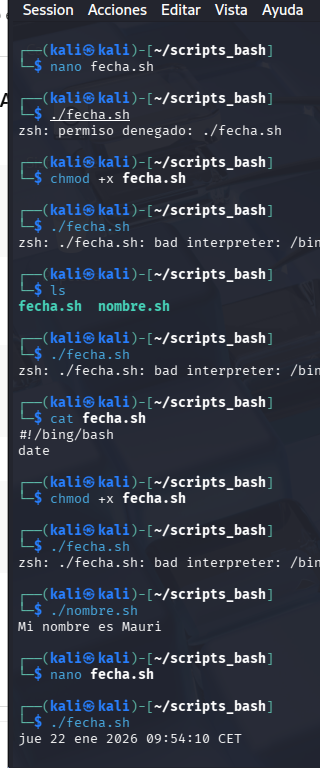 Session Acciones Editar Vista Ayuda
┌──(kali㉿kali)-[~/scripts_bash]
└─$ nano fecha.sh
┌──(kali㉿kali)-[~/scripts_bash]
└─$ ./fecha.sh
zsh: permiso denegado: ./fecha.sh
┌──(kali㉿kali)-[~/scripts_bash]
└─$ chmod +x fecha.sh
┌──(kali㉿kali)-[~/scripts_bash]
└─$ ./fecha.sh
zsh: ./fecha.sh: bad interpreter: /bin
┌──(kali㉿kali)-[~/scripts_bash]
└─$ ls
fecha.sh  nombre.sh
┌──(kali㉿kali)-[~/scripts_bash]
└─$ ./fecha.sh
zsh: ./fecha.sh: bad interpreter: /bin
┌──(kali㉿kali)-[~/scripts_bash]
└─$ cat fecha.sh
#!/bing/bash
date
┌──(kali㉿kali)-[~/scripts_bash]
└─$ chmod +x fecha.sh
┌──(kali㉿kali)-[~/scripts_bash]
└─$ ./fecha.sh
zsh: ./fecha.sh: bad interpreter: /bin
┌──(kali㉿kali)-[~/scripts_bash]
└─$ ./nombre.sh
Mi nombre es Mauri
┌──(kali㉿kali)-[~/scripts_bash]
└─$ nano fecha.sh
┌──(kali㉿kali)-[~/scripts_bash]
└─$ ./fecha.sh
jue 22 ene 2026 09:54:10 CET